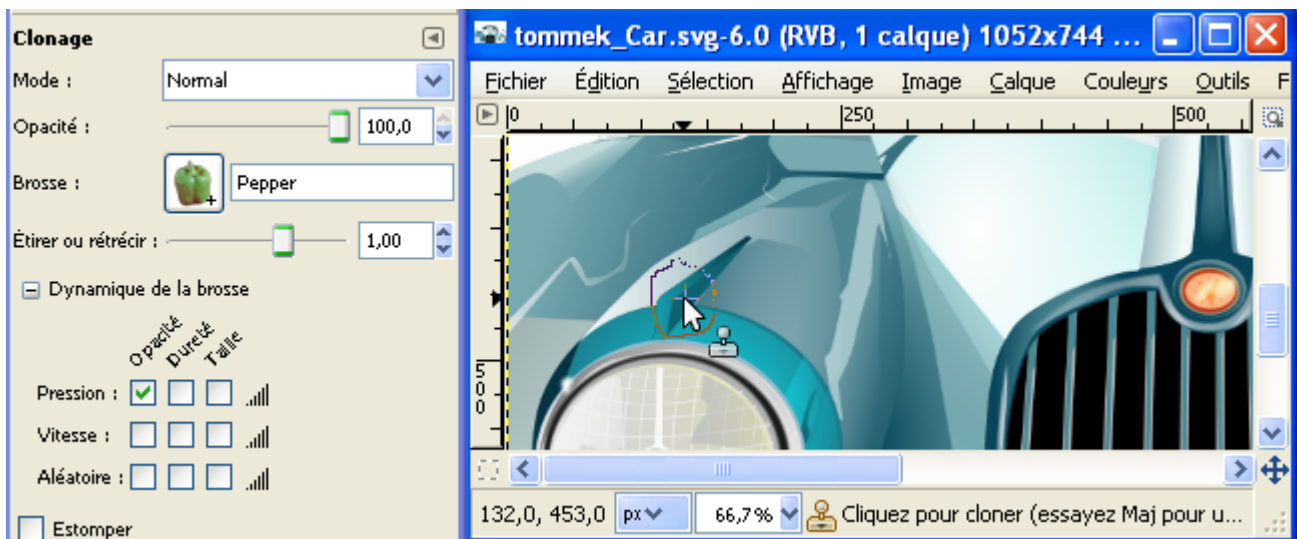 Clonage
Mode : Normal
Opacité : 100,0
Brosse : Pepper
Étirer ou rétrécir : 1,00
Dynamique de la brosse
Opacité Dureté Taille
Pression :
Vitesse :
Aléatoire :
Estomper
tommek_Car.svg-6.0 (RVB, 1 calque) 1052x744 ...
Fichier Édition Sélection Affichage Image Calque Couleurs Outils F
0 250 500
500
132,0, 453,0 px 66,7% Cliquez pour cloner (essayez Maj pour u...